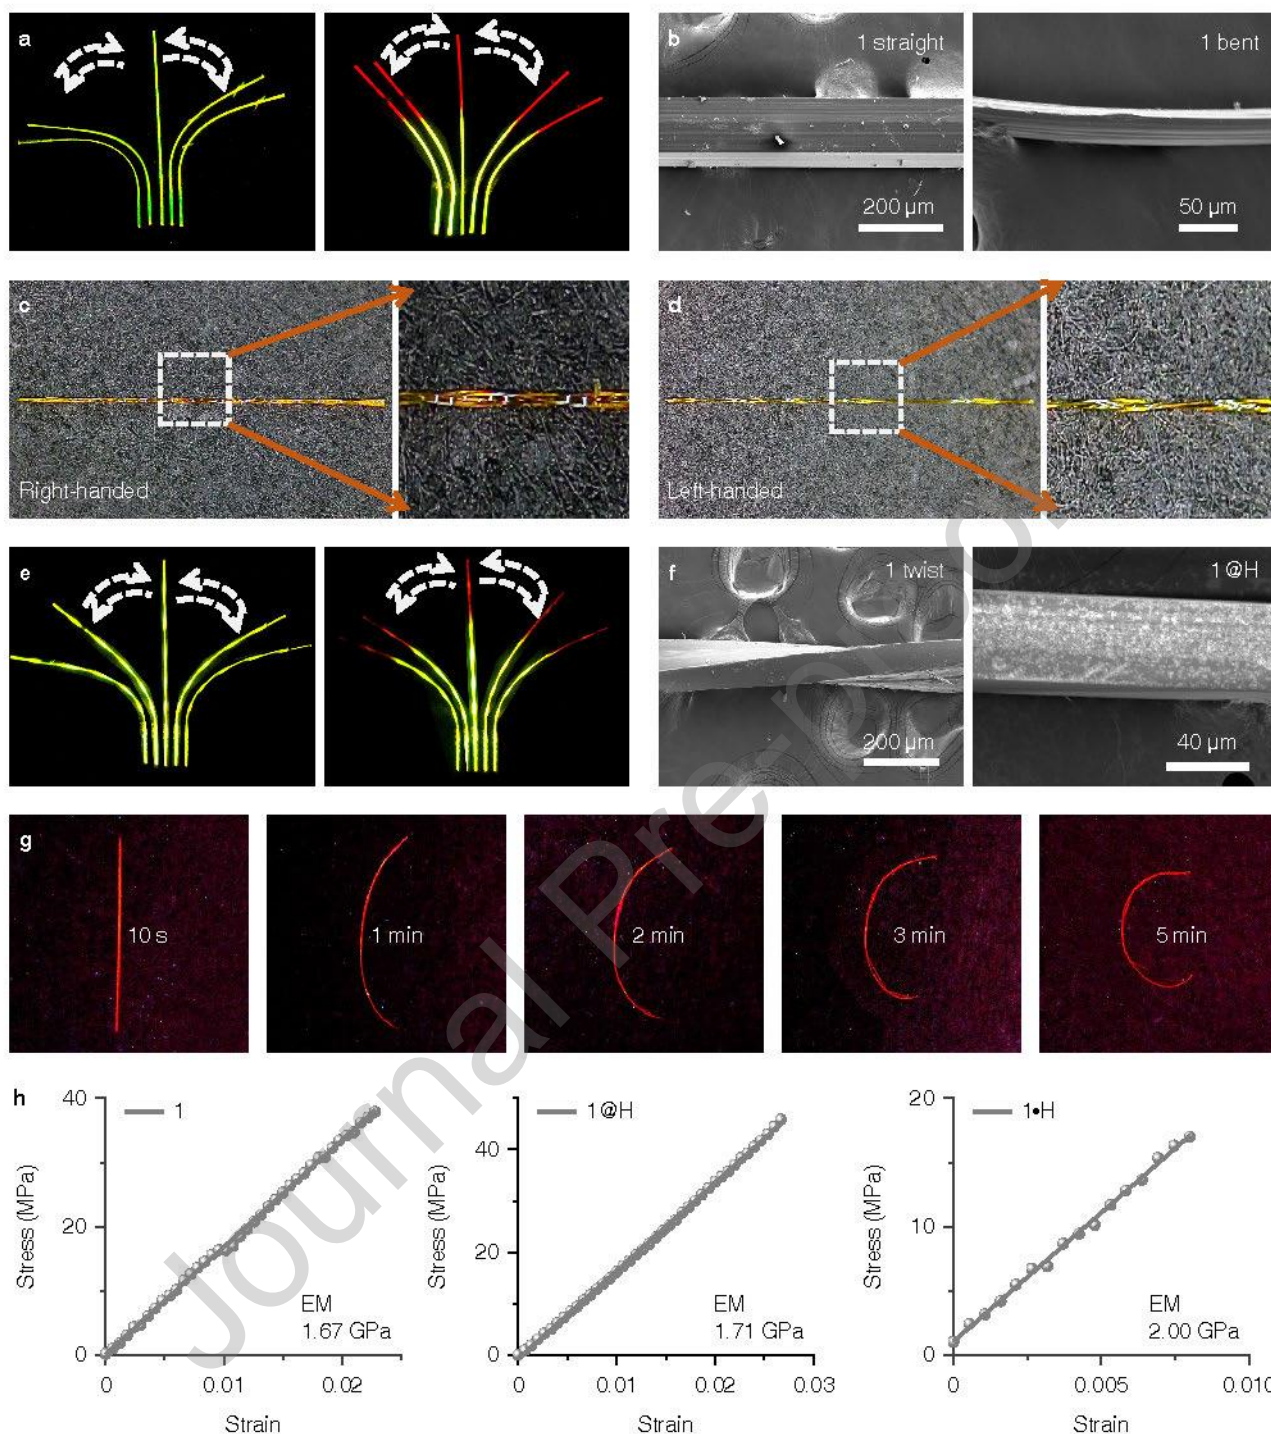 a
b
1 straight
1 bent
200 µm
50 µm
c
d
Right-handed
Left-handed
e
f
1 twist
1@H
200 µm
40 µm
g
10 s
1 min
2 min
3 min
5 min
h
40
20
0
0
0.01
0.02
Stress (MPa)
Strain
1
EM
1.67 GPa
40
20
0
0
0.01
0.02
0.03
Stress (MPa)
Strain
1@H
EM
1.71 GPa
20
10
0
0
0.005
0.010
Stress (MPa)
Strain
1•H
EM
2.00 GPa
Journal Pre-proo